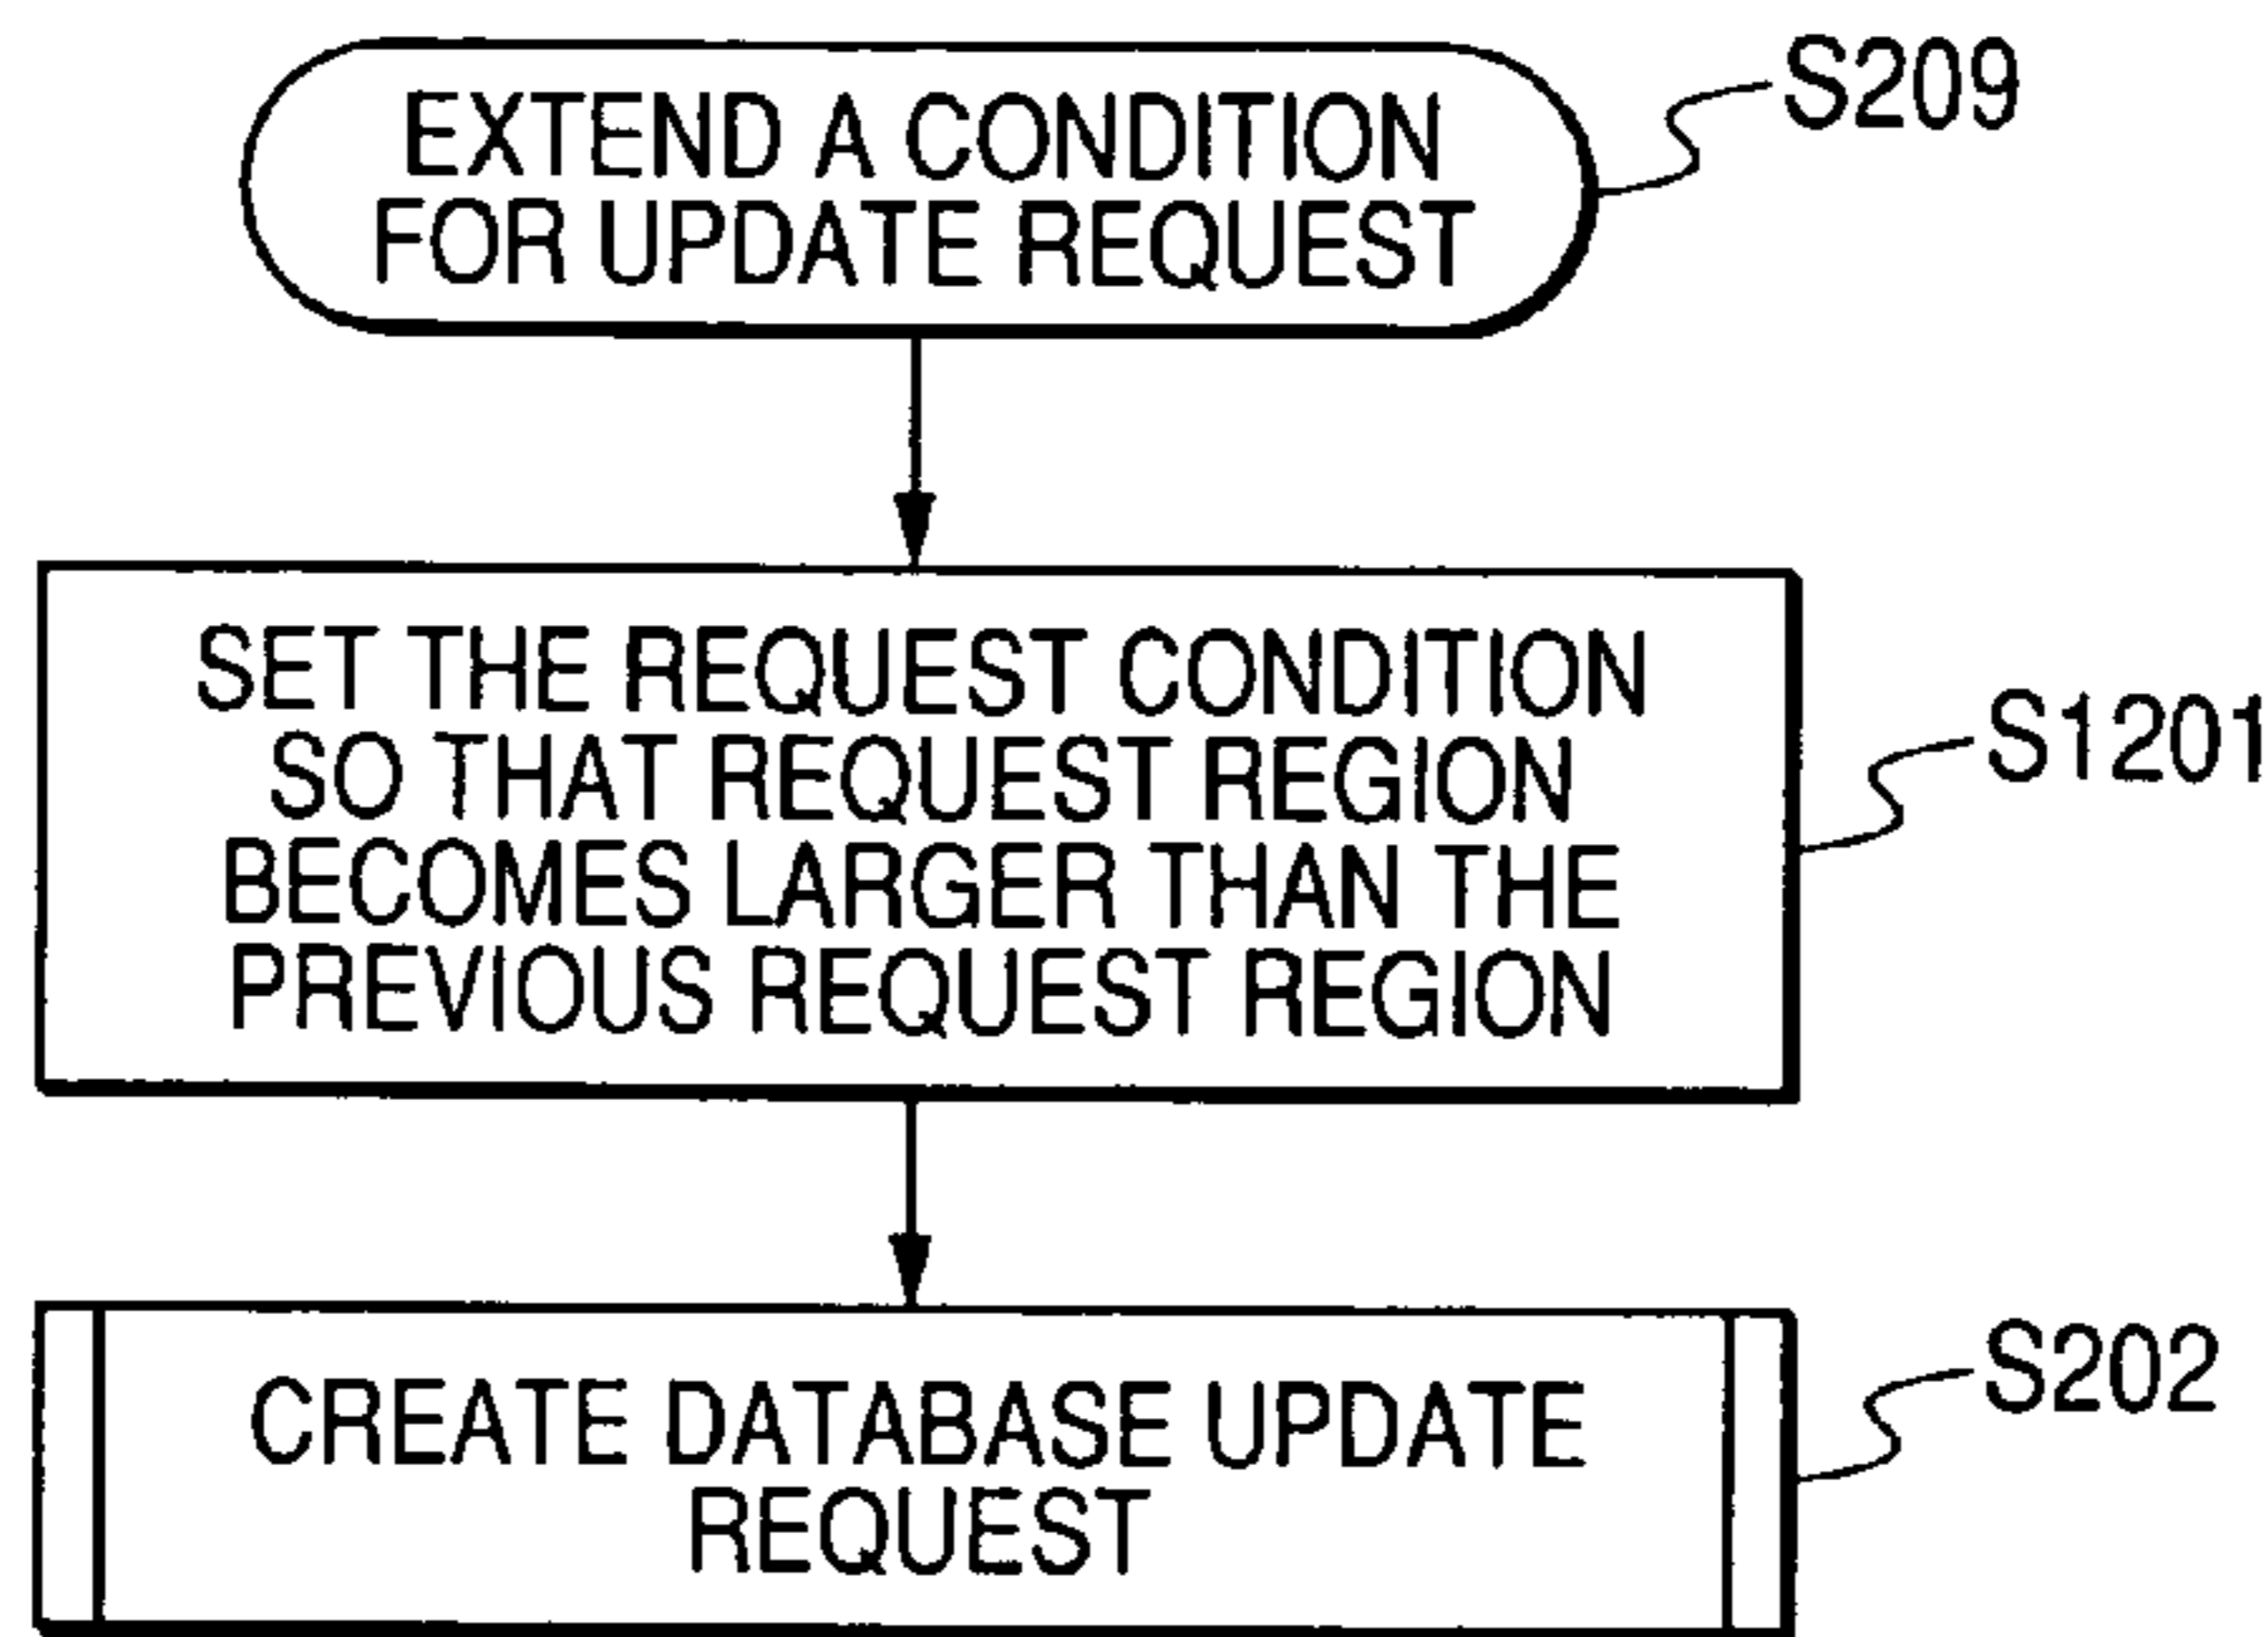 EXTEND A CONDITION
FOR UPDATE REQUEST
S209
SET THE REQUEST CONDITION
SO THAT REQUEST REGION
BECOMES LARGER THAN THE
PREVIOUS REQUEST REGION
S1201
CREATE DATABASE UPDATE
REQUEST
S202